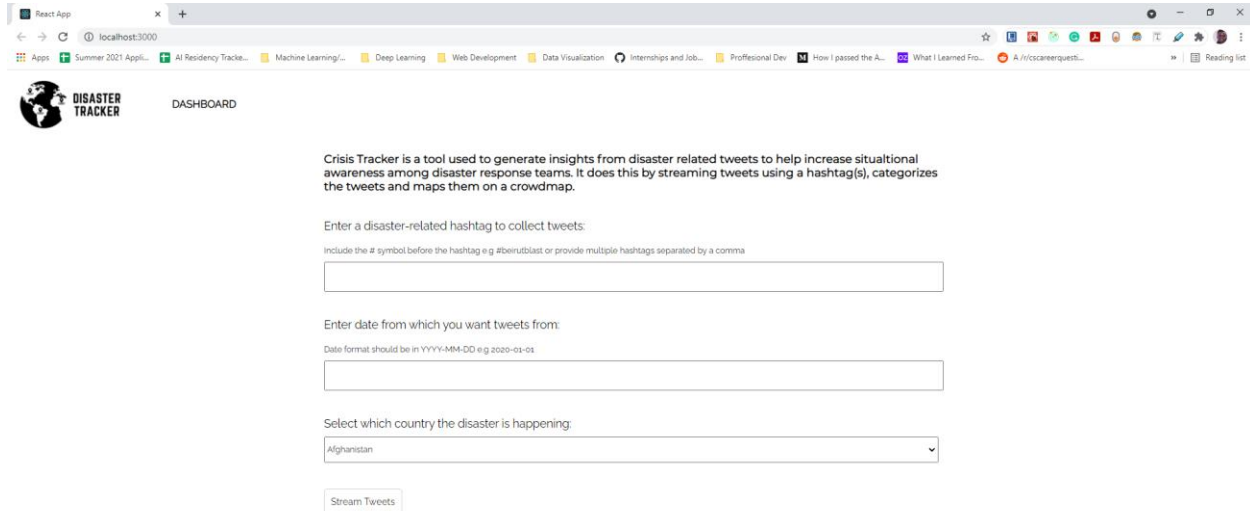 React App
localhost:3000
Apps Summer 2021 Appli... AI Residency Tracke... Machine Learning/... Deep Learning Web Development Data Visualization Internships and Job... Proffesional Dev How I passed the A... What I Learned Fro... A /r/cscareerquesti... » Reading list
DISASTER
TRACKER
DASHBOARD
Crisis Tracker is a tool used to generate insights from disaster related tweets to help increase situaltional
awareness among disaster response teams. It does this by streaming tweets using a hashtag(s), categorizes
the tweets and maps them on a crowdmap.
Enter a disaster-related hashtag to collect tweets:
Include the # symbol before the hashtag e.g #beirutblast or provide multiple hashtags separated by a comma
Enter date from which you want tweets from:
Date format should be in YYYY-MM-DD e.g 2020-01-01
Select which country the disaster is happening:
Afghanistan
Stream Tweets